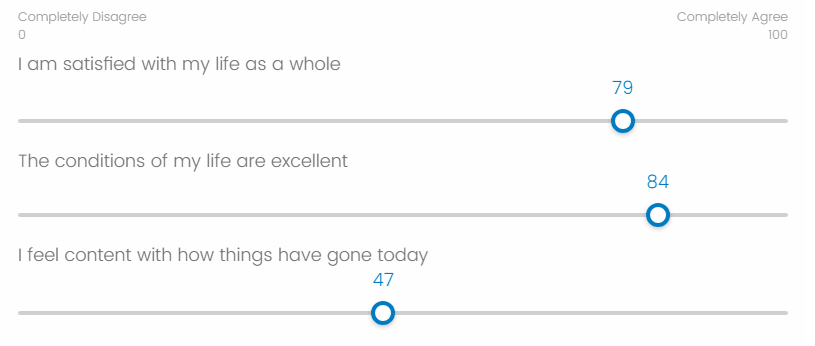 Completely Disagree Completely Agree
0 100
I am satisfied with my life as a whole
79
The conditions of my life are excellent
84
I feel content with how things have gone today
47